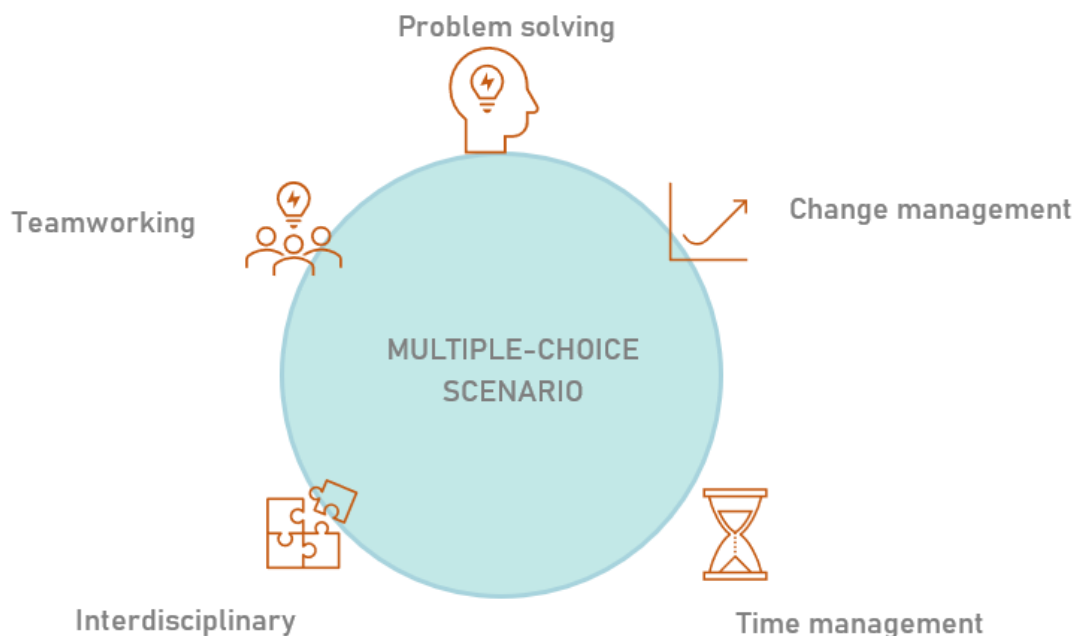 Problem solving
Teamworking
Change management
MULTIPLE-CHOICE
SCENARIO
Interdisciplinary
Time management